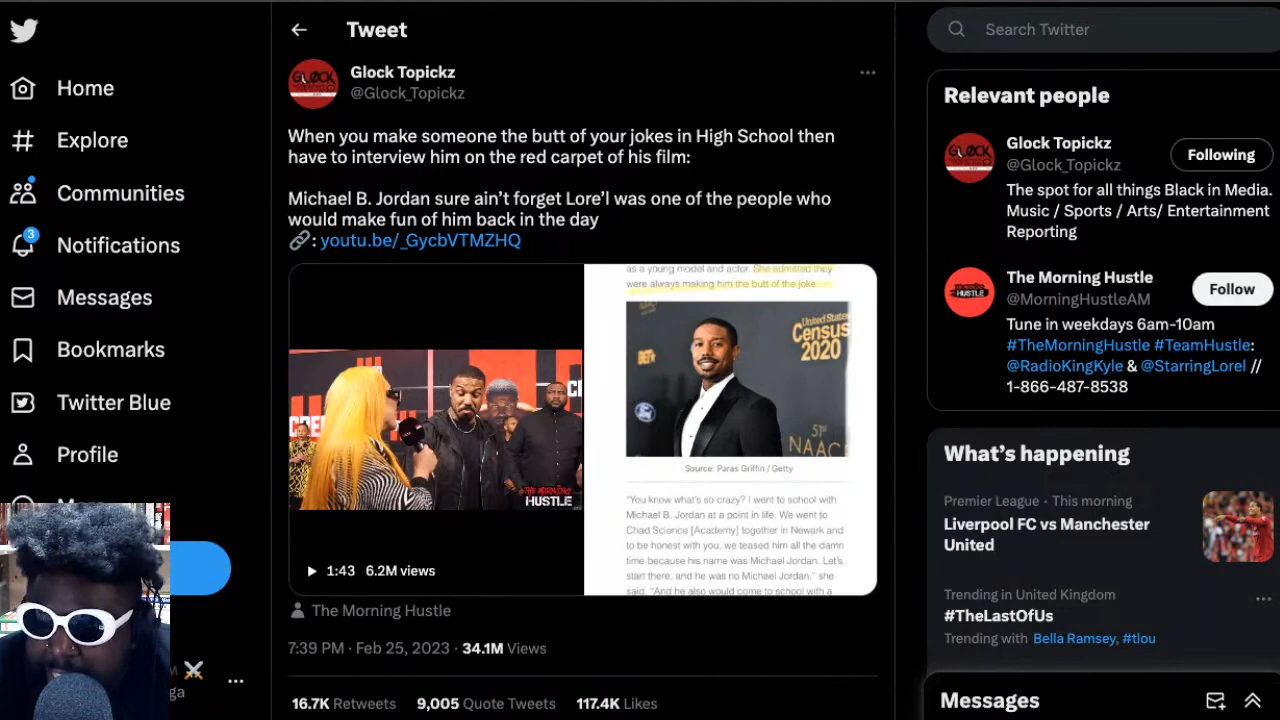 Tweet
Search Twitter
Home
Explore
Communities
3
Notifications
Messages
Bookmarks
Twitter Blue
Profile
Glock Topickz
@Glock_Topickz
When you make someone the butt of your jokes in High School then
have to interview him on the red carpet of his film:
Michael B. Jordan sure ain’t forget Lore’l was one of the people who
would make fun of him back in the day
: youtu.be/_GycbVTMZHQ
as a young model and actor. She admitted they
were always making him the butt of the joke.
United States
Census
2020
BET
51st
NAAC
Source: Paras Griffin / Getty
"You know what's so crazy? I went to school with
Michael B. Jordan at a point in life. We went to
Chad Science [Academy] together in Newark and
to be honest with you, we teased him all the damn
time because his name was Michael Jordan. Let's
start there, and he was no Michael Jordan," she
said. "And he also would come to school with a
HUSTLE
1:43 6.2M views
The Morning Hustle
7:39 PM · Feb 25, 2023 · 34.1M Views
16.7K Retweets 9,005 Quote Tweets 117.4K Likes
Relevant people
Glock Topickz
@Glock_Topickz
Following
The spot for all things Black in Media.
Music / Sports / Arts/ Entertainment
Reporting
The Morning Hustle
@MorningHustleAM
Follow
Tune in weekdays 6am-10am
#TheMorningHustle #TeamHustle:
@RadioKingKyle & @StarringLorel //
1-866-487-8538
What’s happening
Premier League · This morning
Liverpool FC vs Manchester
United
Trending in United Kingdom
#TheLastOfUs
Trending with Bella Ramsey, #tlou
Messages